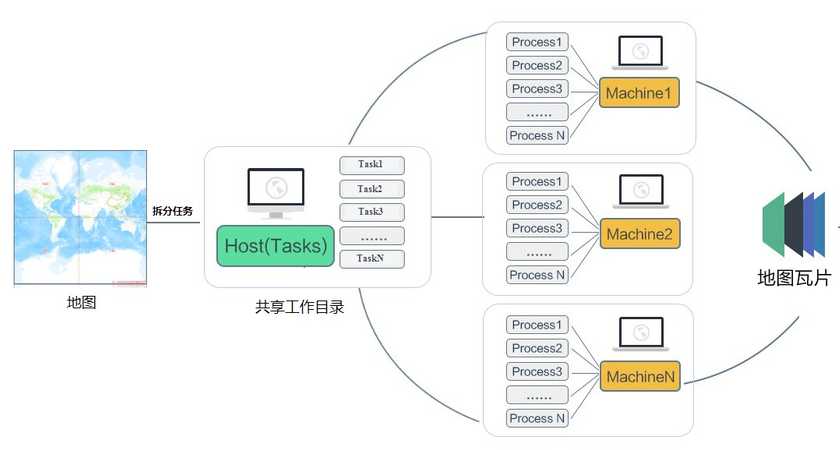 地图
拆分任务
Host(Tasks)
Task1
Task2
Task3
......
TaskN
共享工作目录
Process1
Process2
Process3
......
Process N
Machine1
Process1
Process2
Process3
......
Process N
Machine2
Process1
Process2
Process3
......
Process N
MachineN
地图瓦片